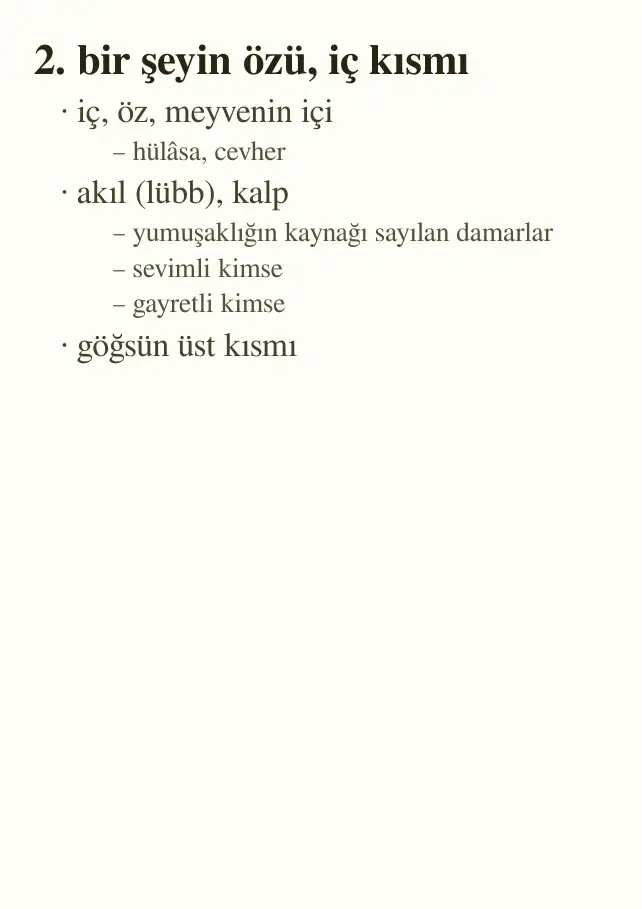 2. bir şeyin özü, iç kısmı
· iç, öz, meyvenin içi
– hülâsa, cevher
· akıl (lübb), kalp
– yumuşaklığın kaynağı sayılan damarlar
– sevimli kimse
– gayretli kimse
· göğsün üst kısmı